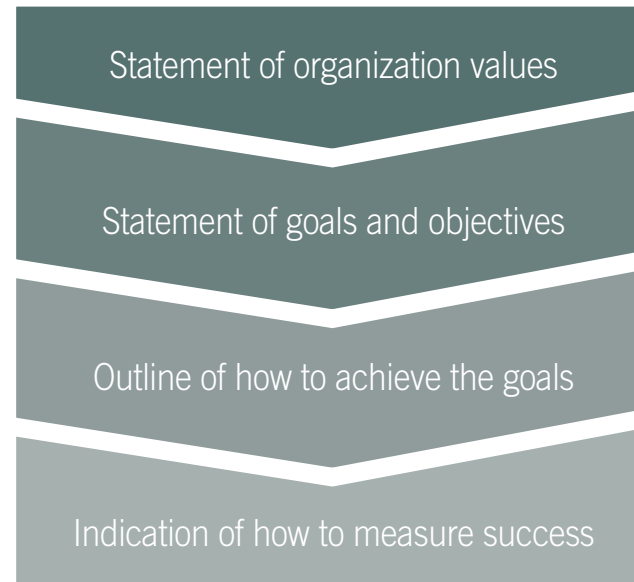 Statement of organization values
Statement of goals and objectives
Outline of how to achieve the goals
Indication of how to measure success